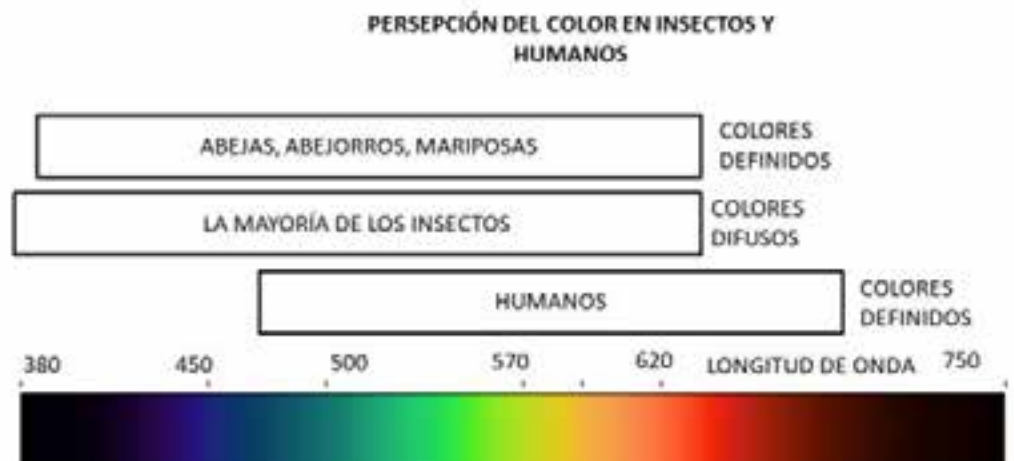 PERSEPCIÓN DEL COLOR EN INSECTOS Y
HUMANOS
ABEJAS, ABEJORROS, MARIPOSAS
COLORES
DEFINIDOS
LA MAYORÍA DE LOS INSECTOS
COLORES
DIFUSOS
HUMANOS
COLORES
DEFINIDOS
380 450 500 570 620 LONGITUD DE ONDA 750